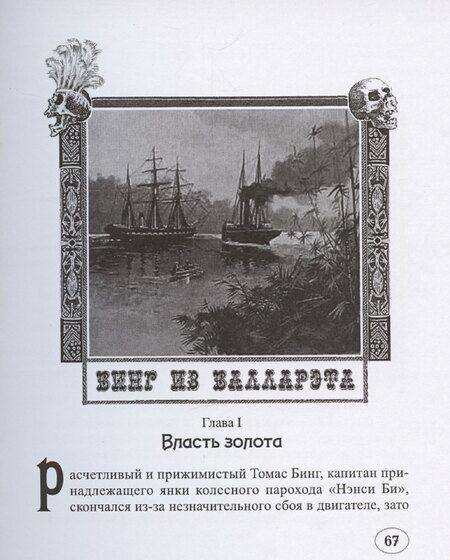 БИНГ ИЗ БАЛЛАРЭТА
Глава I
Власть золота
Расчетливый и прижимистый Томас Бинг, капитан при-
надлежащего янки колесного парохода «Нэнси Би»,
скончался из-за незначительного сбоя в двигателе, зато
67